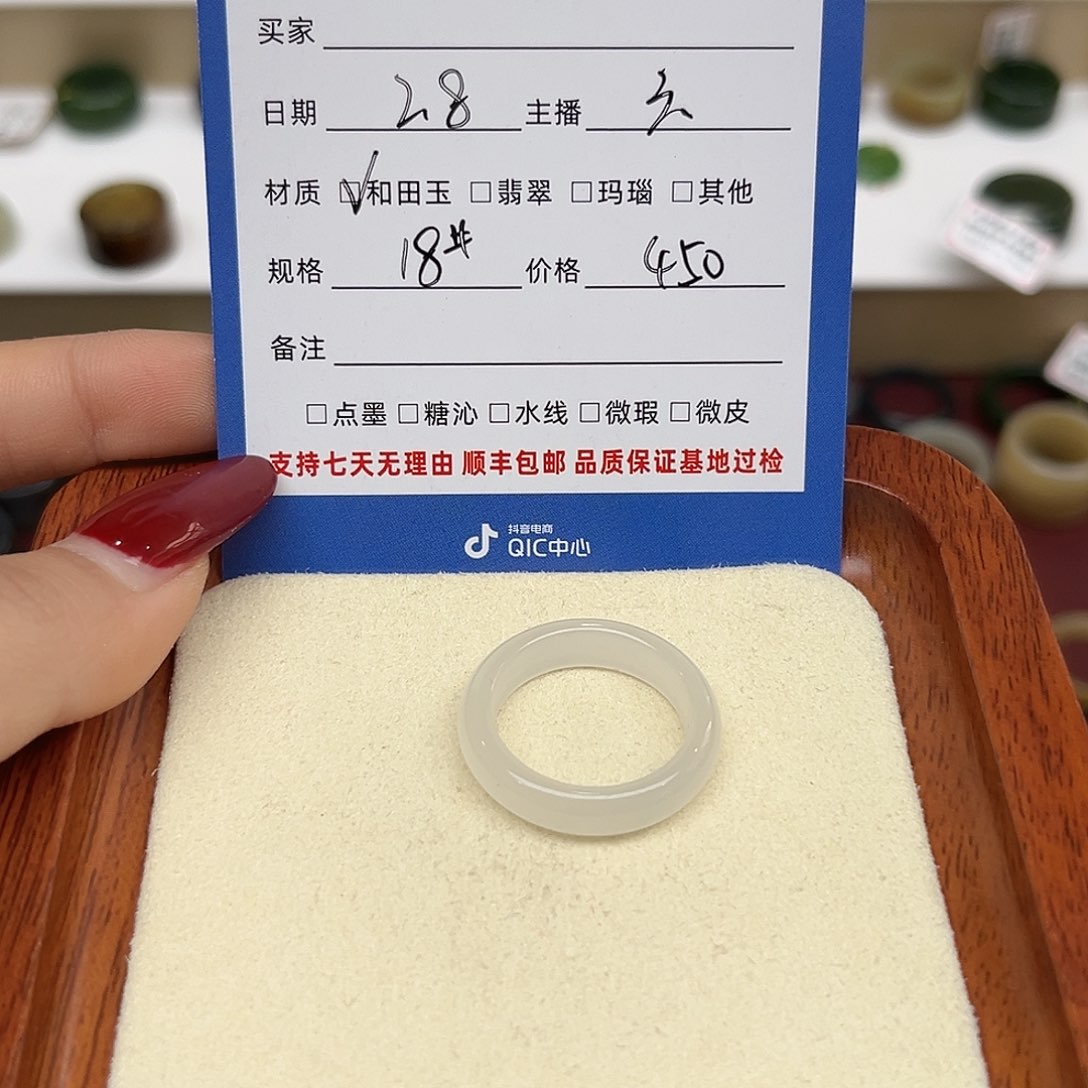 买家
日期 28 主播
材质 ☑和田玉 □翡翠 □玛瑙 □其他
规格 18# 价格 450
备注
□点墨 □糖沁 □水线 □微瑕 □微皮
支持七天无理由 顺丰包邮 品质保证基地过检
抖音电商
QIC中心